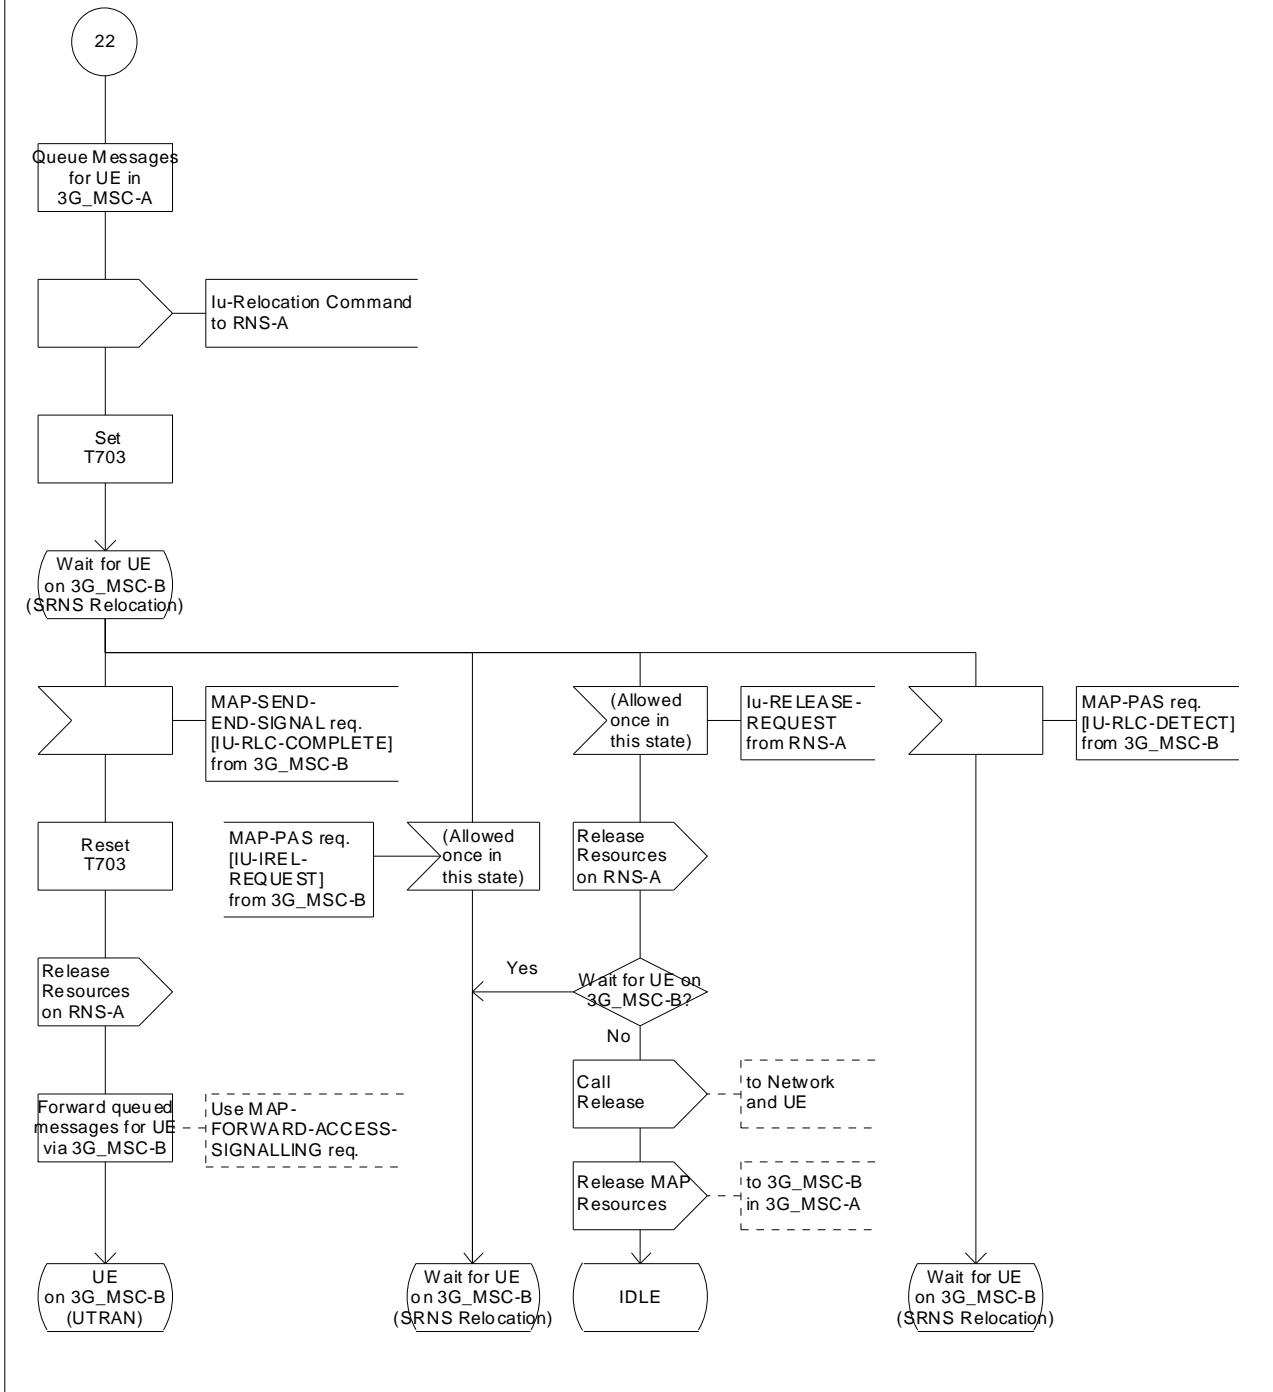 22
Queue Messages
for UE in
3G_MSC-A
Iu-Relocation Command
to RNS-A
Set
T703
Wait for UE
on 3G_MSC-B
(SRNS Relocation)
MAP-SEND-
END-SIGNAL req.
[IU-RLC-COMPLETE]
from 3G_MSC-B
(Allowed
once in
this state)
Iu-RELEASE-
REQUEST
from RNS-A
MAP-PAS req.
[IU-RLC-DETECT]
from 3G_MSC-B
Reset
T703
MAP-PAS req.
[IU-IREL-
REQUEST]
from 3G_MSC-B
(Allowed
once in
this state)
Release
Resources
on RNS-A
Release
Resources
on RNS-A
Yes
Wait for UE on
3G_MSC-B?
No
Call
Release
to Network
and UE
Forward queued
messages for UE
via 3G_MSC-B
Use MAP-
FORWARD-ACCESS-
SIGNALLING req.
Release MAP
Resources
to 3G_MSC-B
in 3G_MSC-A
UE
on 3G_MSC-B
(UTRAN)
Wait for UE
on 3G_MSC-B
(SRNS Relocation)
IDLE
Wait for UE
on 3G_MSC-B
(SRNS Relocation)